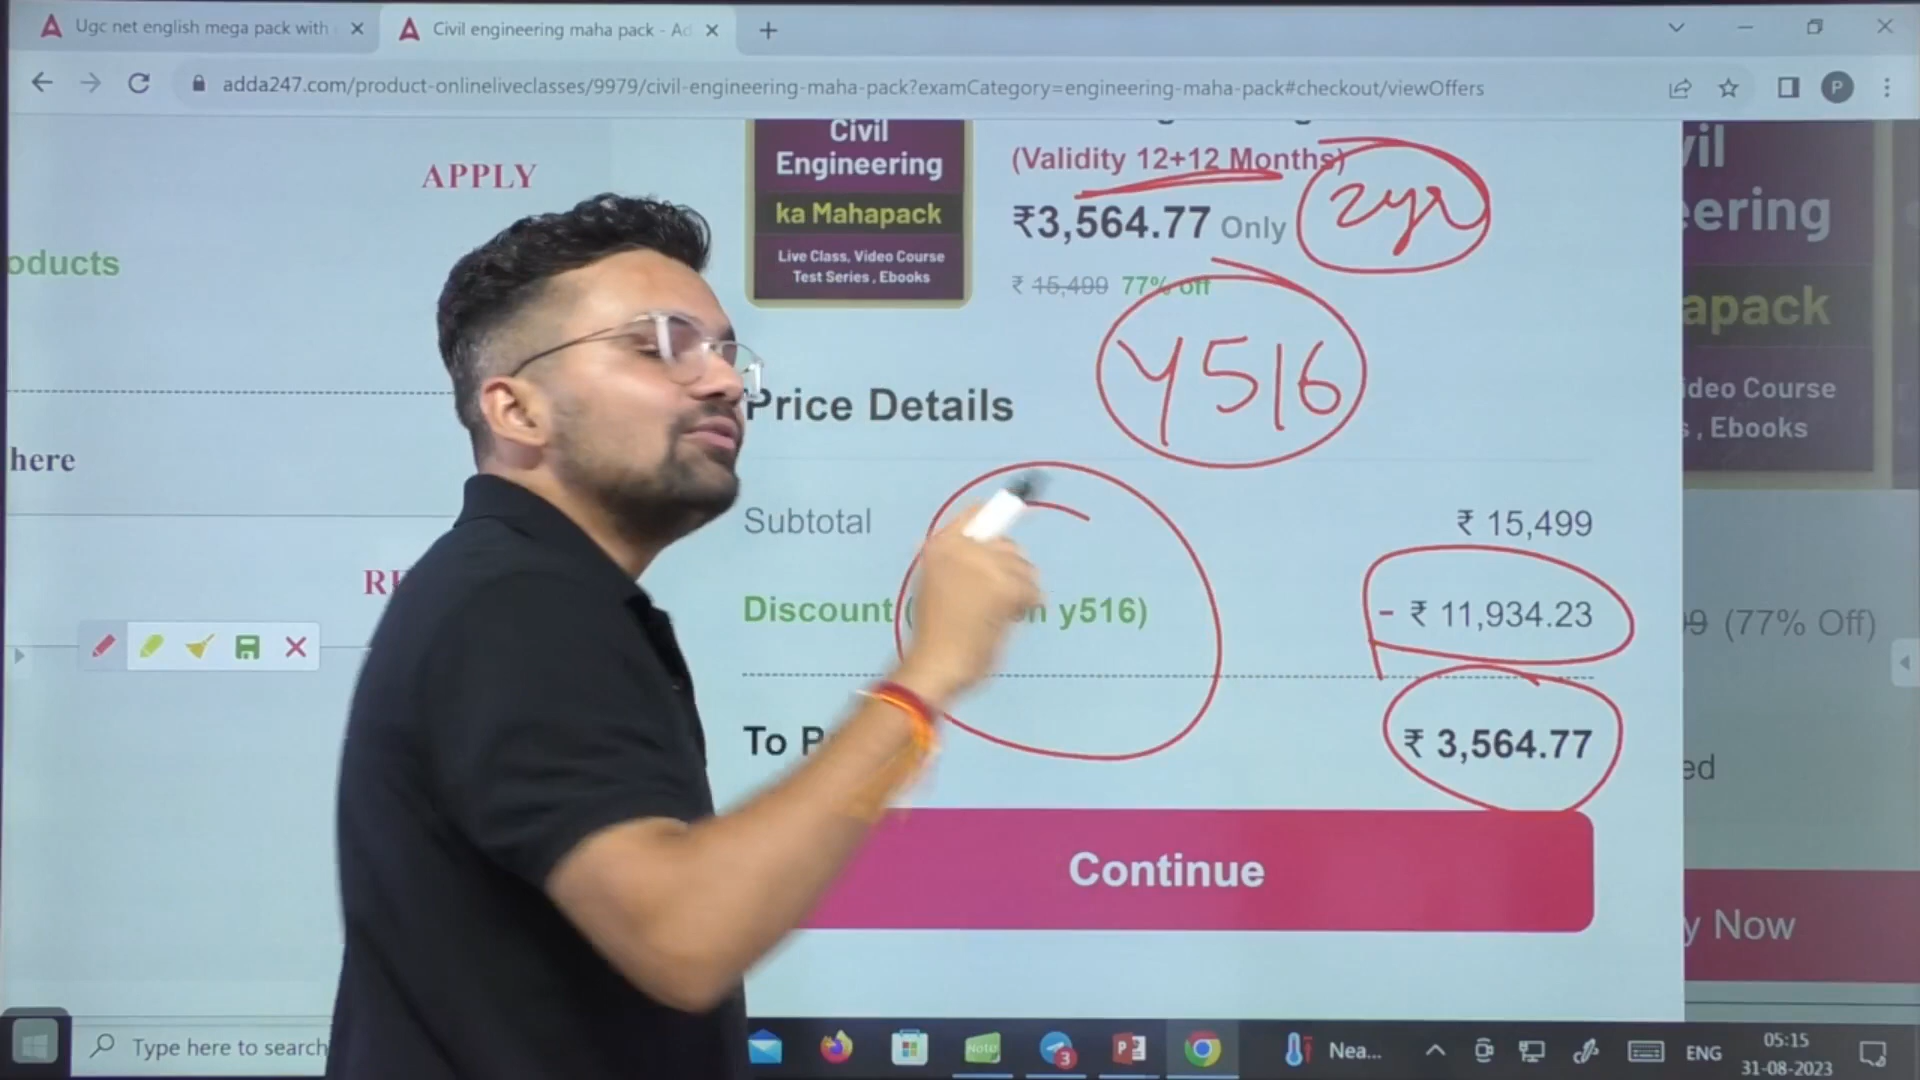 Ugc net english mega pack with
Civil engineering maha pack - Ad
adda247.com/product-onlineliveclasses/9979/civil-engineering-maha-pack?examCategory=engineering-maha-pack#checkout/viewOffers
P
APPLY
oducts
here
RE
Civil
Engineering
ka Mahapack
Live Class, Video Course
Test Series , Ebooks
(Validity 12+12 Months)
2yr
₹3,564.77 Only
₹ 15,499 77% off
Y516
Price Details
Subtotal ₹ 15,499
Discount ( n y516) - ₹ 11,934.23
To P ₹ 3,564.77
Continue
vil
eering
apack
ideo Course
s , Ebooks
99 (77% Off)
ed
y Now
Type here to search
Note
3
P
Nea...
ENG
05:15
31-08-2023